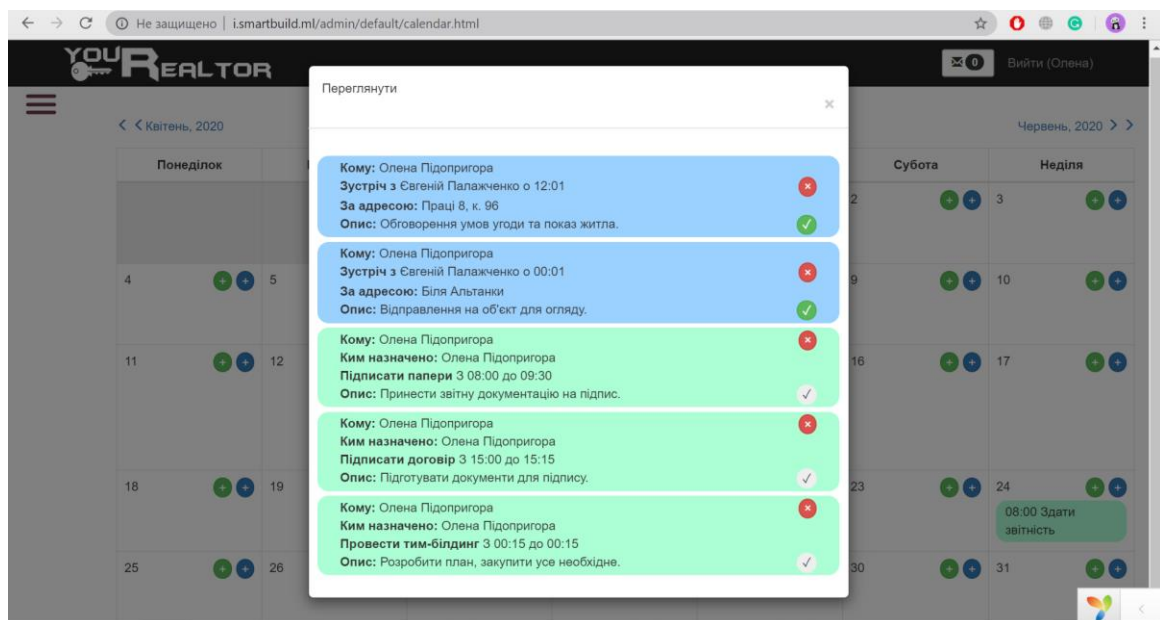 Не защищено | i.smartbuild.ml/admin/default/calendar.html
YOUREALTOR
0
Вийти (Олена)
Переглянути
×
Квітень, 2020
Червень, 2020
Понеділок
Субота
Неділя
Кому: Олена Підопригора
Зустріч з Євгеній Палажченко о 12:01
За адресою: Праці 8, к. 96
Опис: Обговорення умов угоди та показ житла.
Кому: Олена Підопригора
Зустріч з Євгеній Палажченко о 00:01
За адресою: Біля Альтанки
Опис: Відправлення на об'єкт для огляду.
Кому: Олена Підопригора
Ким назначено: Олена Підопригора
Підписати папери З 08:00 до 09:30
Опис: Принести звітну документацію на підпис.
Кому: Олена Підопригора
Ким назначено: Олена Підопригора
Підписати договір З 15:00 до 15:15
Опис: Підготувати документи для підпису.
Кому: Олена Підопригора
Ким назначено: Олена Підопригора
Провести тим-білдинг З 00:15 до 00:15
Опис: Розробити план, закупити усе необхідне.
2 3
4 5 9 10
11 12 16 17
18 19 23 24
08:00 Здати
звітність
25 26 30 31